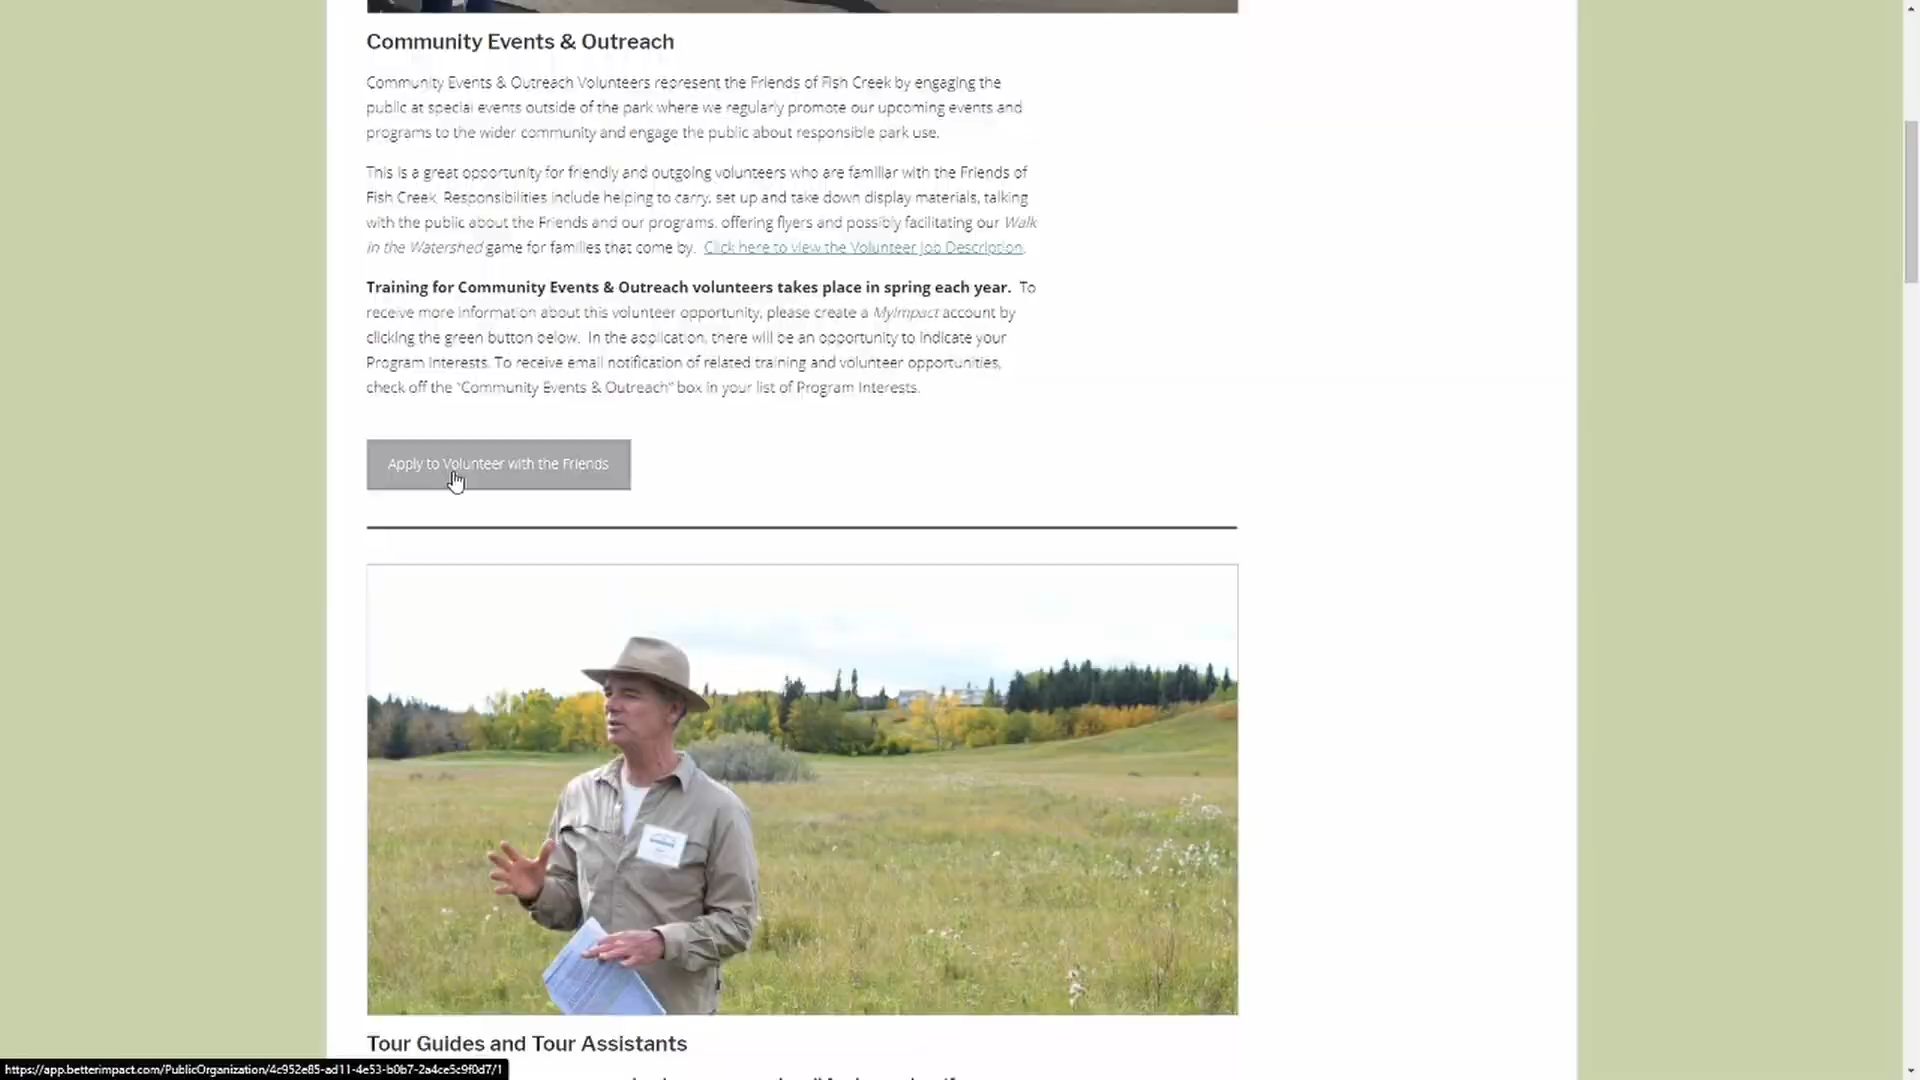 Community Events & Outreach
Community Events & Outreach Volunteers represent the Friends of Fish Creek by engaging the
public at special events outside of the park where we regularly promote our upcoming events and
programs to the wider community and engage the public about responsible park use.
This is a great opportunity for friendly and outgoing volunteers who are familiar with the Friends of
Fish Creek. Responsibilities include helping to carry, set up and take down display materials, talking
with the public about the Friends and our programs, offering flyers and possibly facilitating our Walk
in the Watershed game for families that come by. Click here to view the Volunteer Job Description.
Training for Community Events & Outreach volunteers takes place in spring each year. To
receive more information about this volunteer opportunity, please create a MyImpact account by
clicking the green button below. In the application, there will be an opportunity to indicate your
Program Interests. To receive email notification of related training and volunteer opportunities,
check off the "Community Events & Outreach" box in your list of Program Interests.
Apply to Volunteer with the Friends
Tour Guides and Tour Assistants
https://app.betterimpact.com/PublicOrganization/4c952e85-ad11-4e53-b0b7-2a4ce5c9f0d7/1